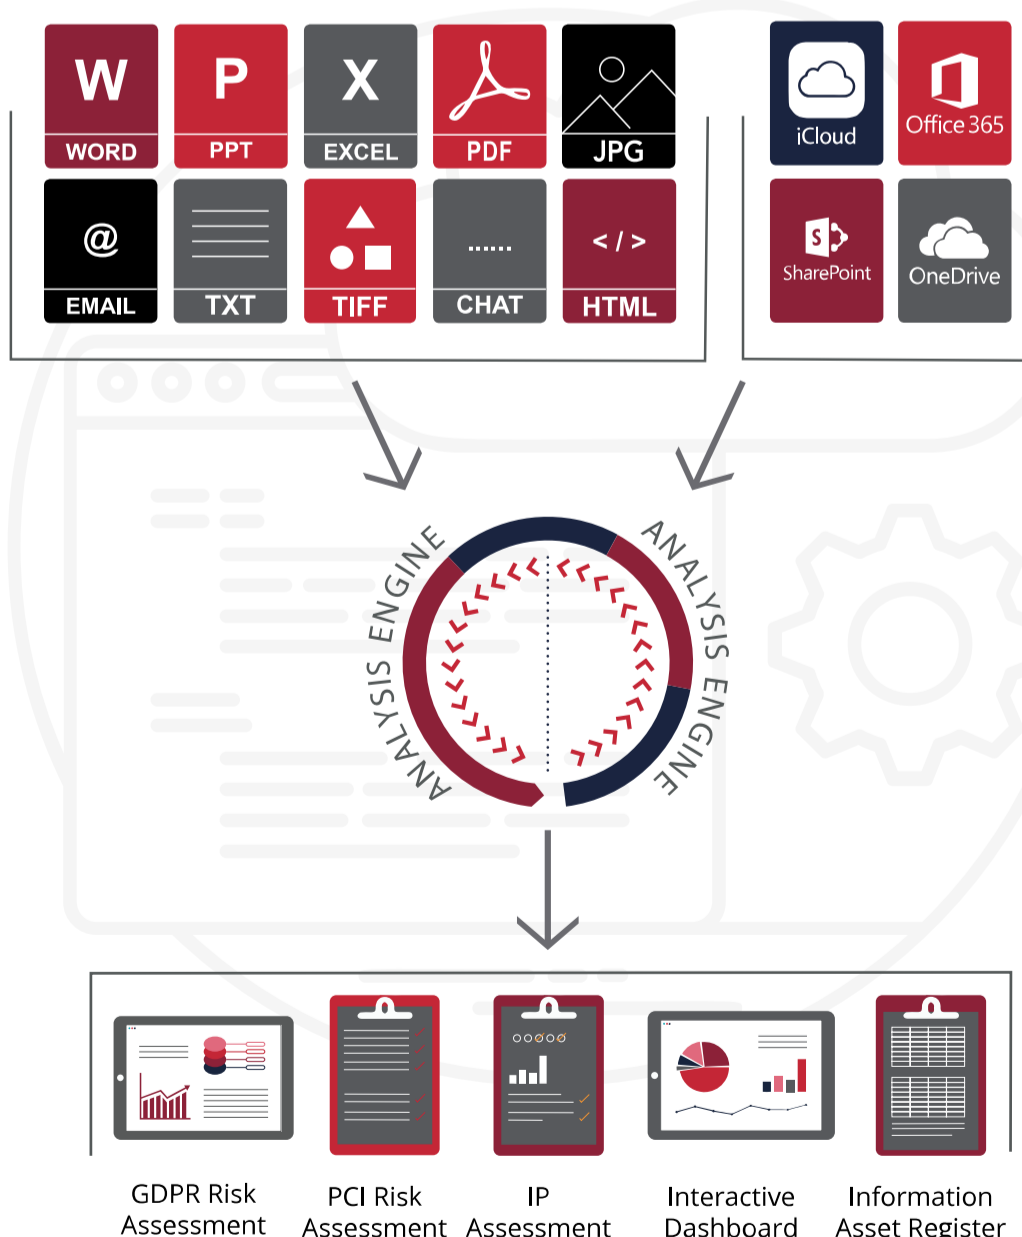 W
P
X
WORD
PPT
EXCEL
PDF
JPG
@
......
< / >
EMAIL
TXT
TIFF
CHAT
HTML
iCloud
Office 365
S
SharePoint
OneDrive
ANALYSIS ENGINE
ANALYSIS ENGINE
GDPR Risk
Assessment
PCI Risk
Assessment
IP
Assessment
Interactive
Dashboard
Information
Asset Register